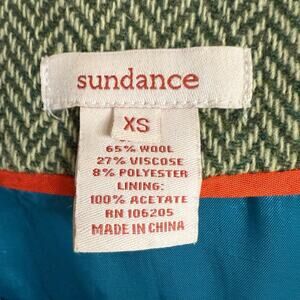 sundance
XS
65% WOOL
27% VISCOSE
8% POLYESTER
LINING:
100% ACETATE
RN 106205
MADE IN CHINA